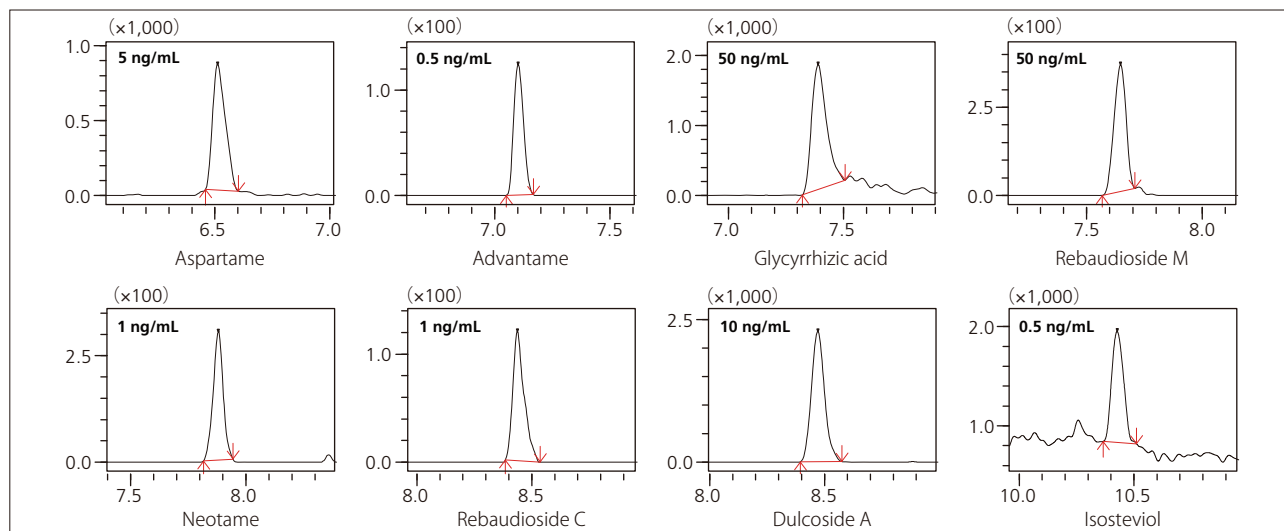 (×1,000)
5 ng/mL
1.0
0.5
0.0
6.5
7.0
Aspartame
(×100)
0.5 ng/mL
1.0
0.0
7.0
7.5
Advantame
(×1,000)
50 ng/mL
2.0
1.0
0.0
7.0
7.5
Glycyrrhizic acid
(×100)
50 ng/mL
2.5
0.0
7.5
8.0
Rebaudioside M
(×100)
1 ng/mL
2.5
0.0
7.5
8.0
Neotame
(×100)
1 ng/mL
1.0
0.0
8.0
8.5
Rebaudioside C
(×1,000)
10 ng/mL
2.5
0.0
8.0
8.5
Dulcoside A
(×1,000)
0.5 ng/mL
2.0
1.0
10.0
10.5
Isosteviol